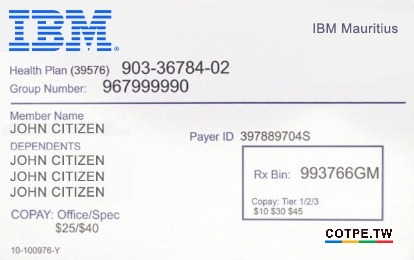 IBM®
IBM Mauritius
Health Plan (39576) 903-36784-02
Group Number: 967999990
Member Name
JOHN CITIZEN
Payer ID 397889704S
DEPENDENTS
JOHN CITIZEN
JOHN CITIZEN
JOHN CITIZEN
Rx Bin: 993766GM
Copay: Tier 1/2/3
$10 $30 $45
COPAY: Office/Spec
$25/$40
10-100976-Y
COTPE.TW